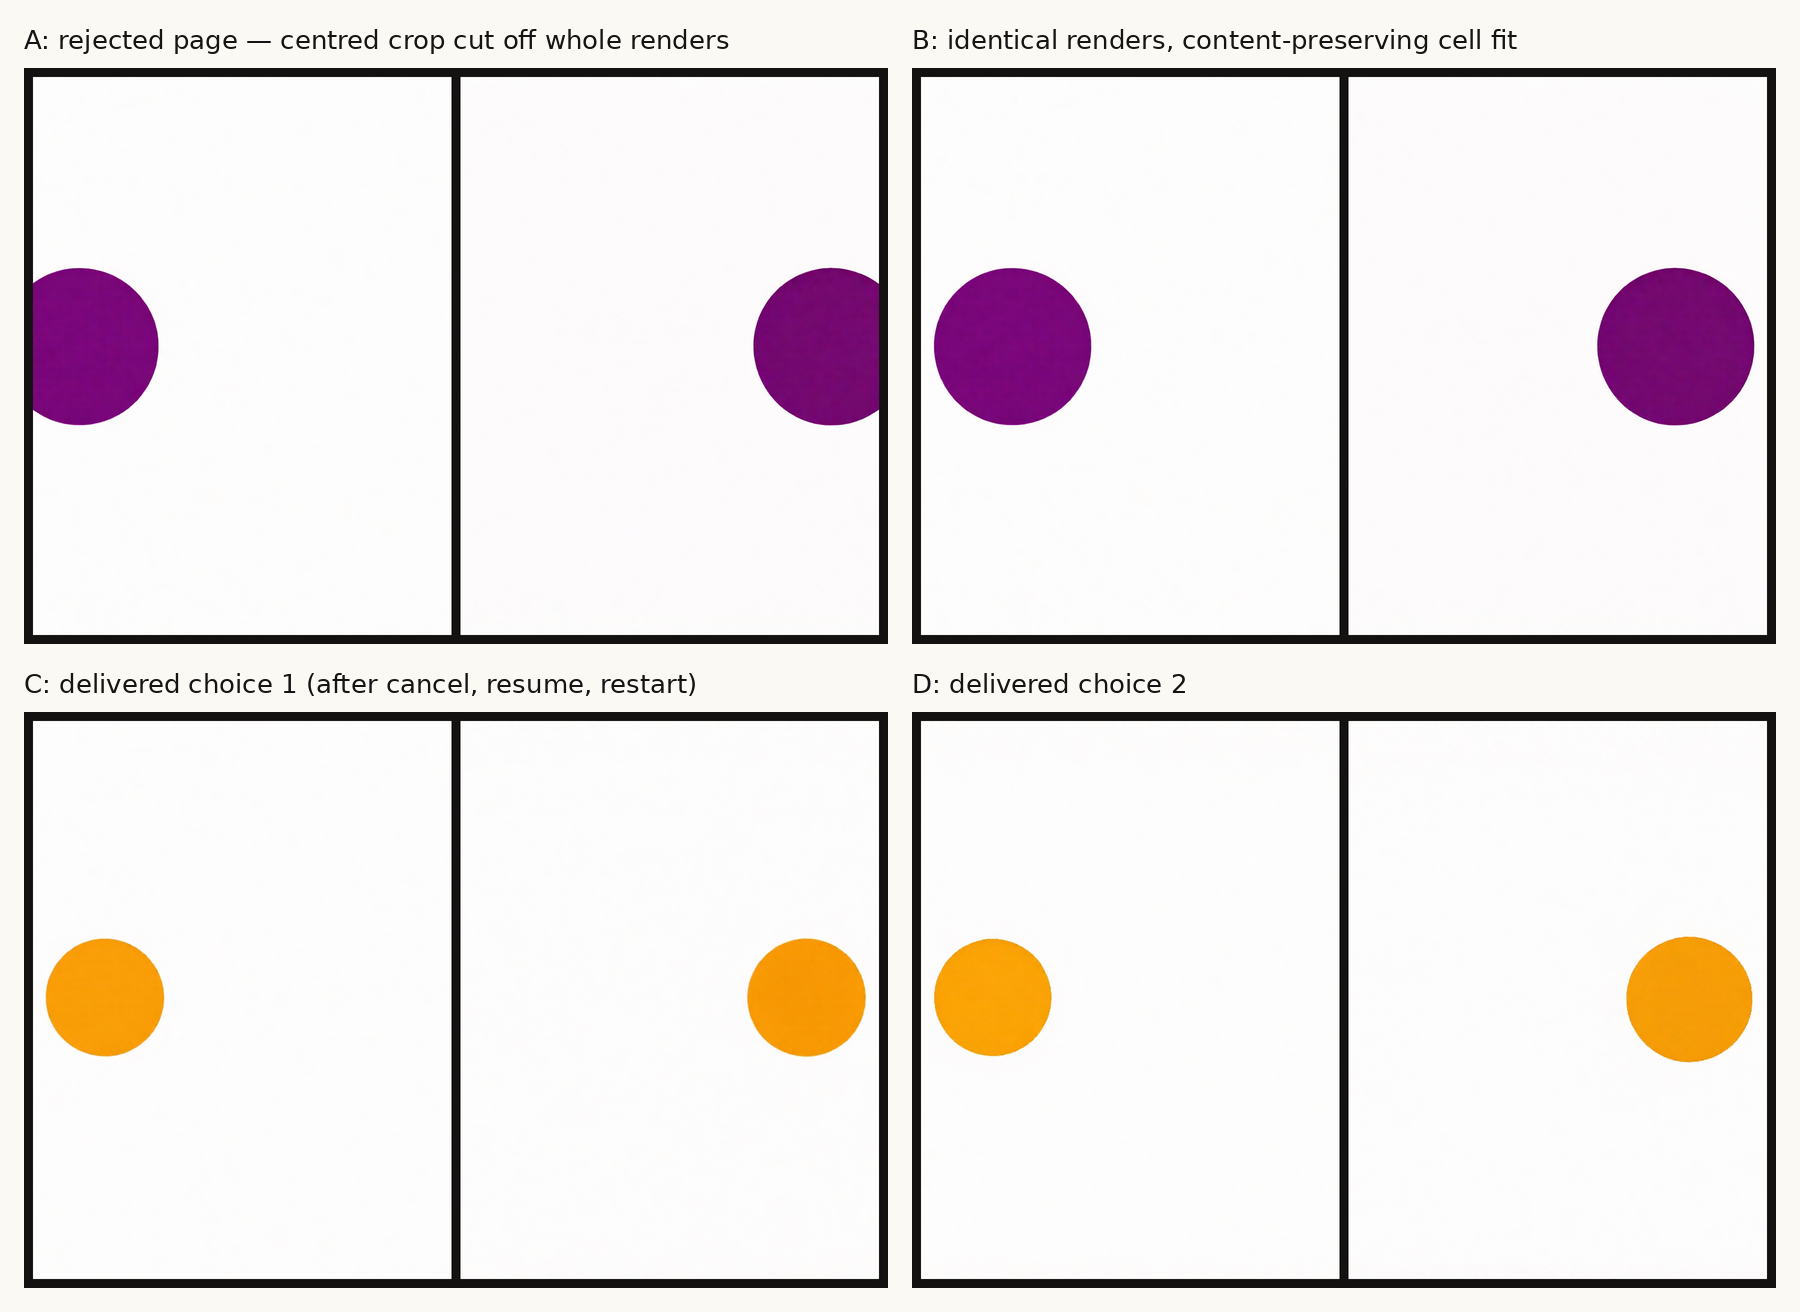 A: rejected page — centred crop cut off whole renders
B: identical renders, content-preserving cell fit
C: delivered choice 1 (after cancel, resume, restart)
D: delivered choice 2